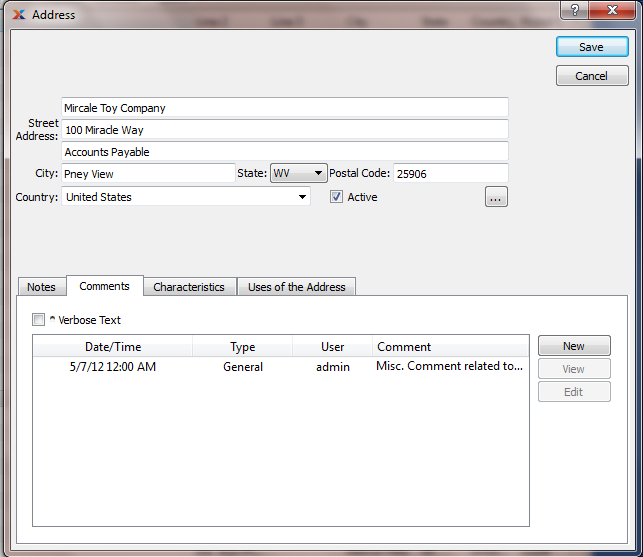 Address
?
Save
Cancel
Mircale Toy Company
Street Address:
100 Miracle Way
Accounts Payable
City: Pney View State: WV Postal Code: 25906
Country: United States Active ...
Notes Comments Characteristics Uses of the Address
* Verbose Text
Date/Time Type User Comment
5/7/12 12:00 AM General admin Misc. Comment related to...
New
View
Edit